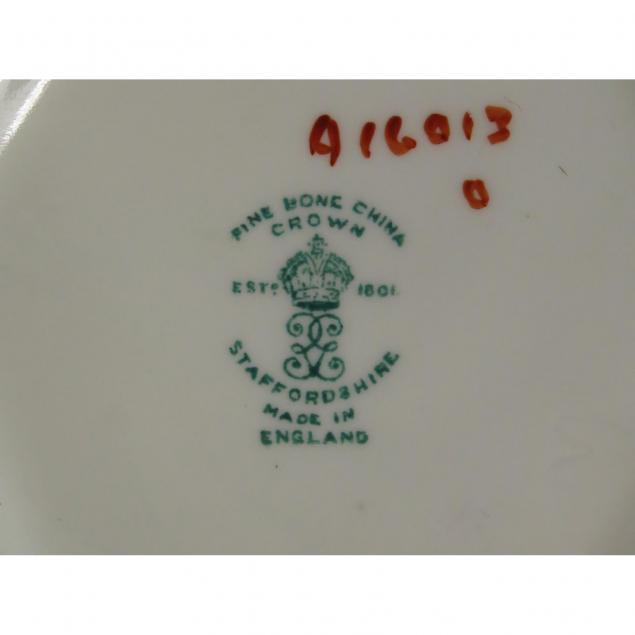 A16013
0
FINE BONE CHINA
CROWN
ESTD 1801
STAFFORDSHIRE
MADE IN
ENGLAND